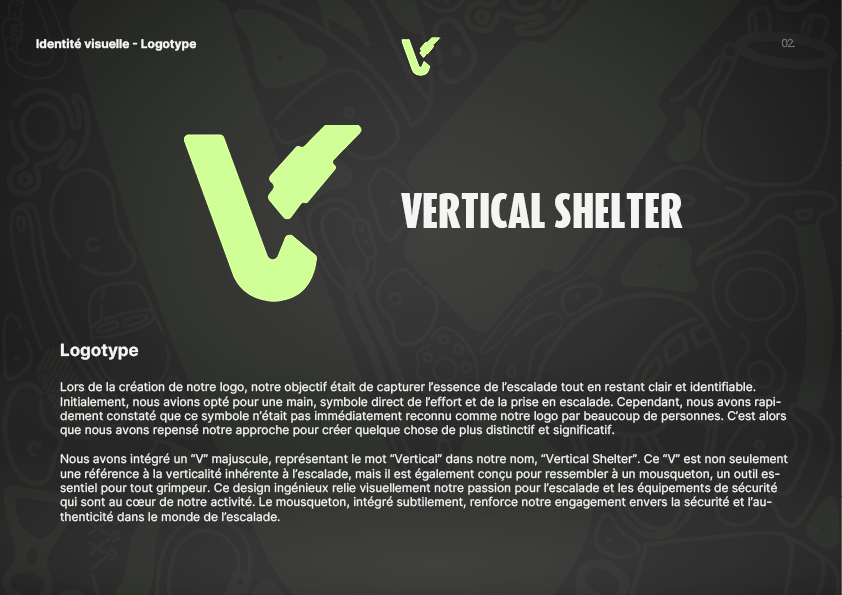 Identité visuelle - Logotype
02.
VERTICAL SHELTER
Logotype
Lors de la création de notre logo, notre objectif était de capturer l’essence de l’escalade tout en restant clair et identifiable.
Initialement, nous avions opté pour une main, symbole direct de l’effort et de la prise en escalade. Cependant, nous avons rapi-
dement constaté que ce symbole n’était pas immédiatement reconnu comme notre logo par beaucoup de personnes. C’est alors
que nous avons repensé notre approche pour créer quelque chose de plus distinctif et significatif.
Nous avons intégré un “V” majuscule, représentant le mot “Vertical” dans notre nom, “Vertical Shelter”. Ce “V” est non seulement
une référence à la verticalité inhérente à l’escalade, mais il est également conçu pour ressembler à un mousqueton, un outil es-
sentiel pour tout grimpeur. Ce design ingénieux relie visuellement notre passion pour l’escalade et les équipements de sécurité
qui sont au cœur de notre activité. Le mousqueton, intégré subtilement, renforce notre engagement envers la sécurité et l’au-
thenticité dans le monde de l’escalade.